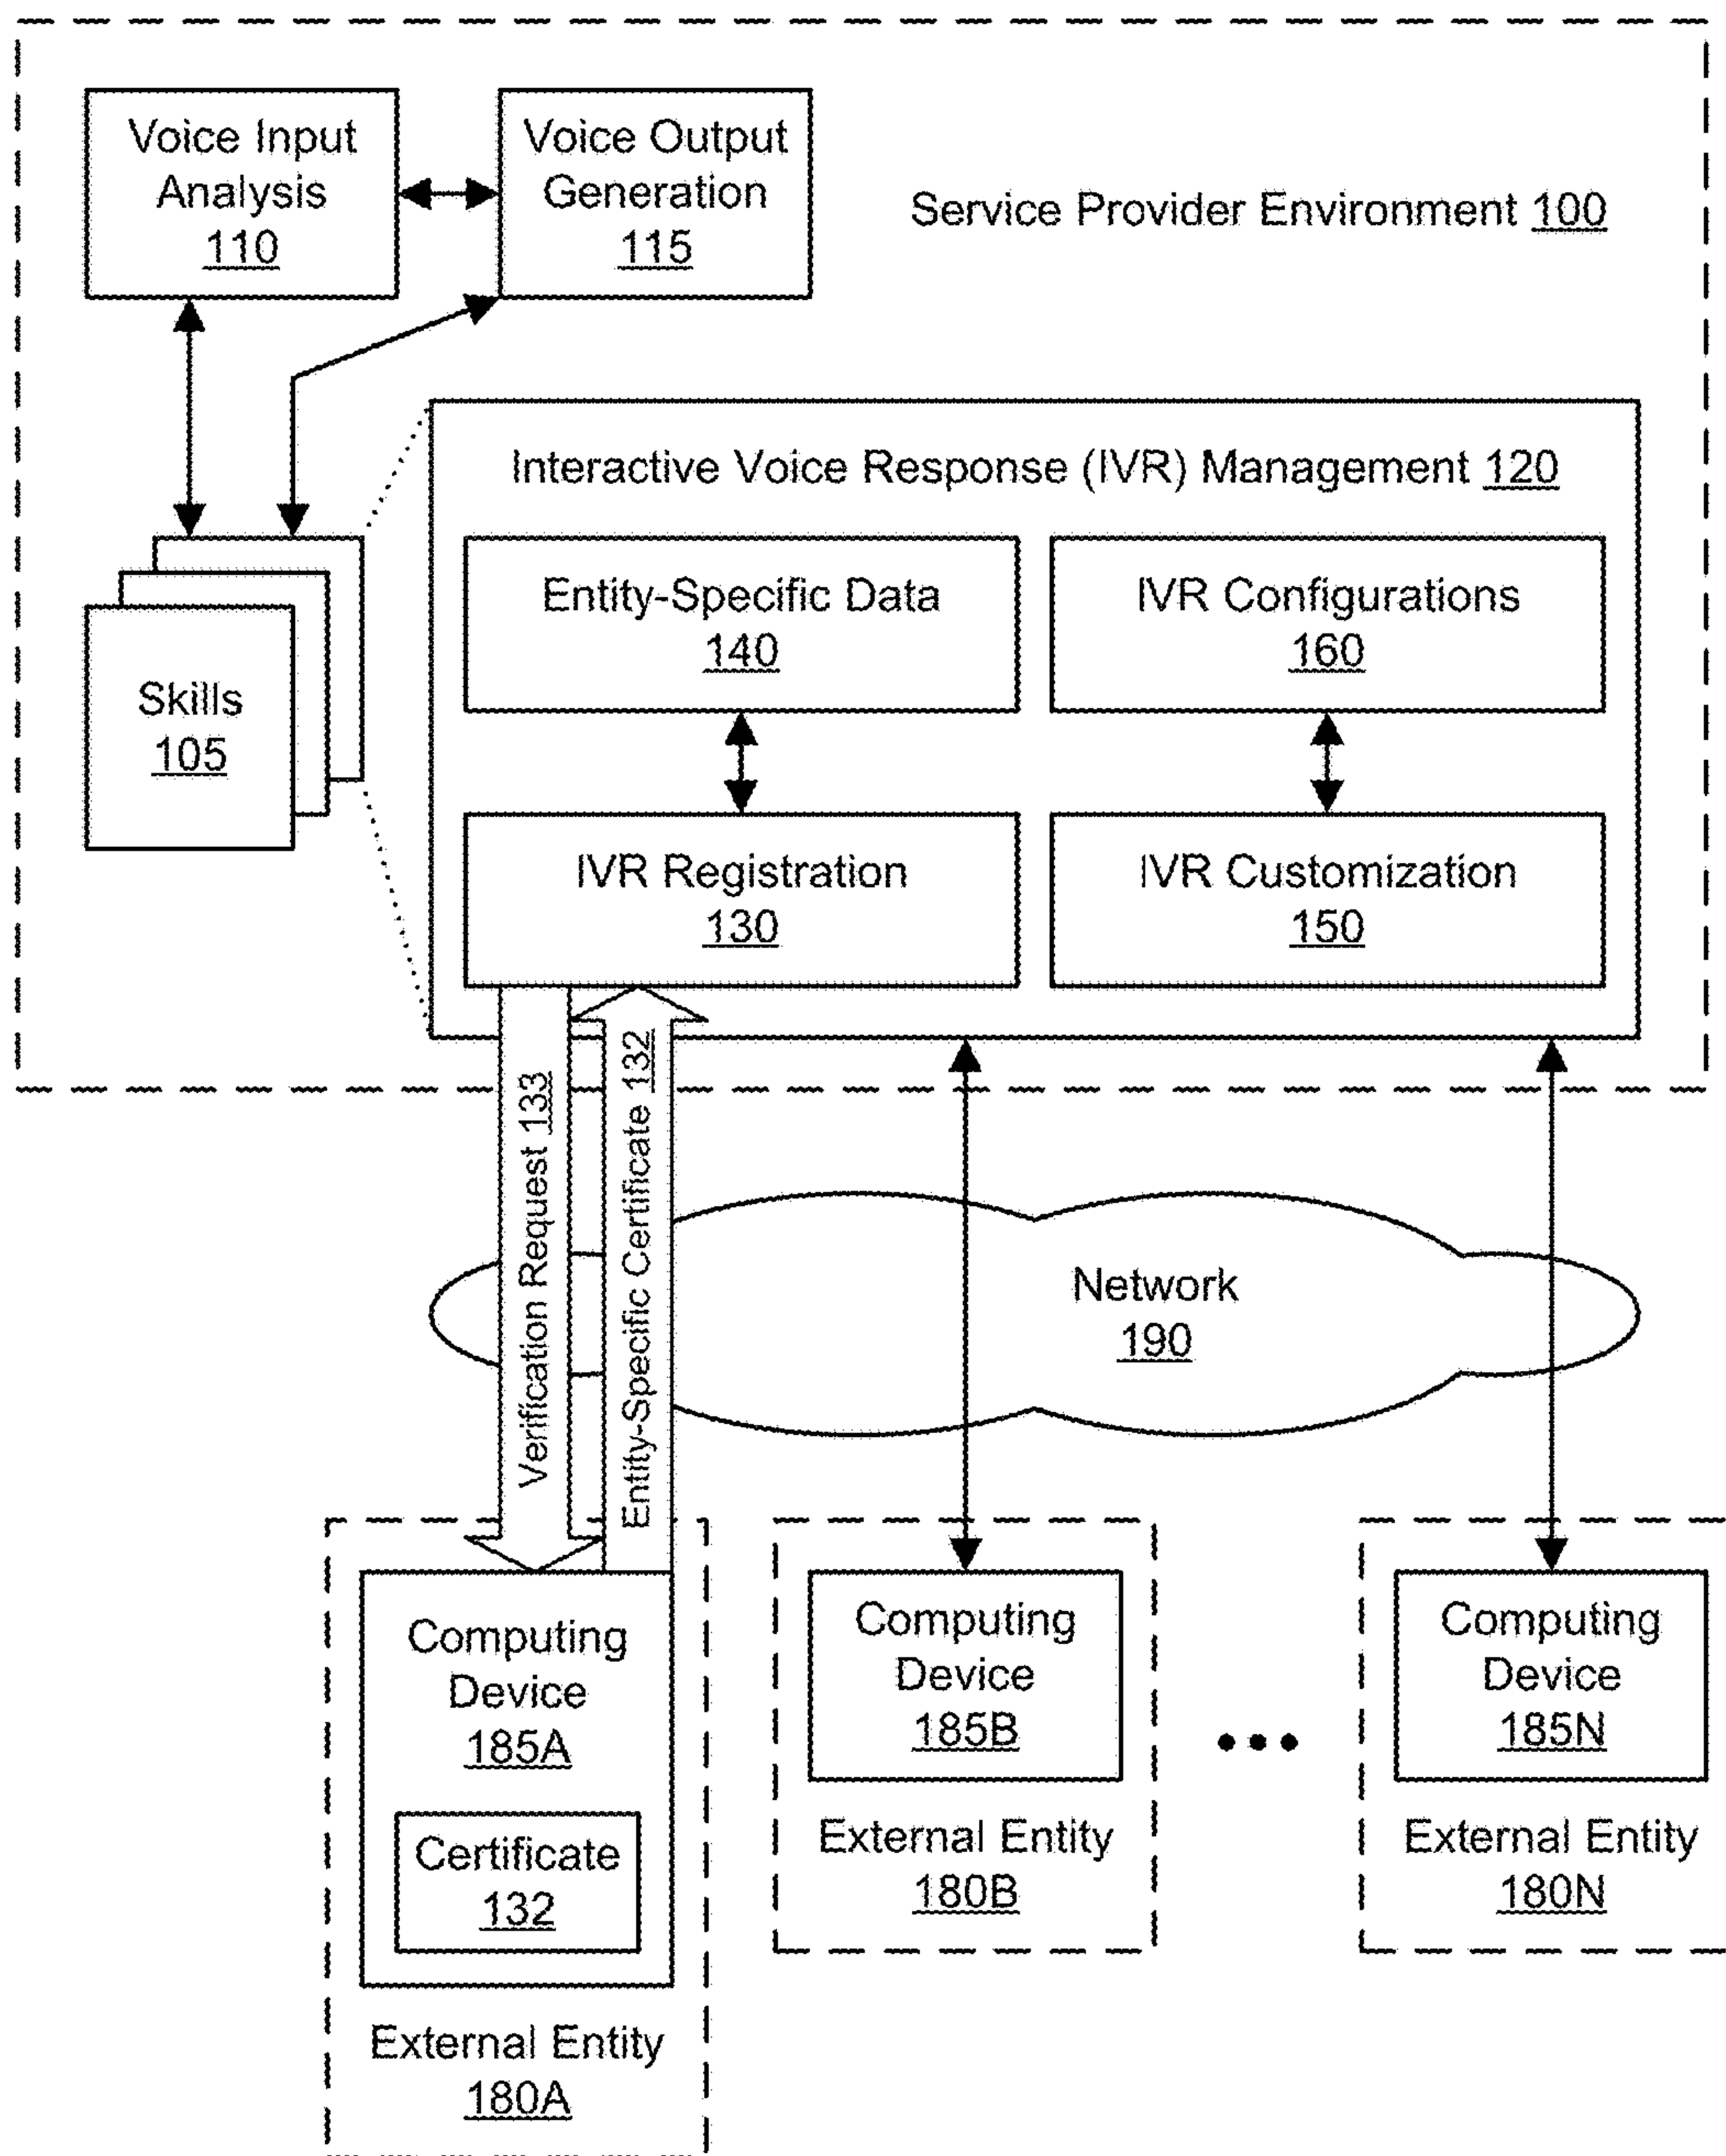 Voice Input
Analysis
110
Voice Output
Generation
115
Service Provider Environment 100
Interactive Voice Response (IVR) Management 120
Entity-Specific Data
140
IVR Configurations
160
Skills
105
IVR Registration
130
IVR Customization
150
Verification Request 133
Entity-Specific Certificate 132
Network
190
Computing
Device
185A
Certificate
132
External Entity
180A
Computing
Device
185B
External Entity
180B
Computing
Device
185N
External Entity
180N